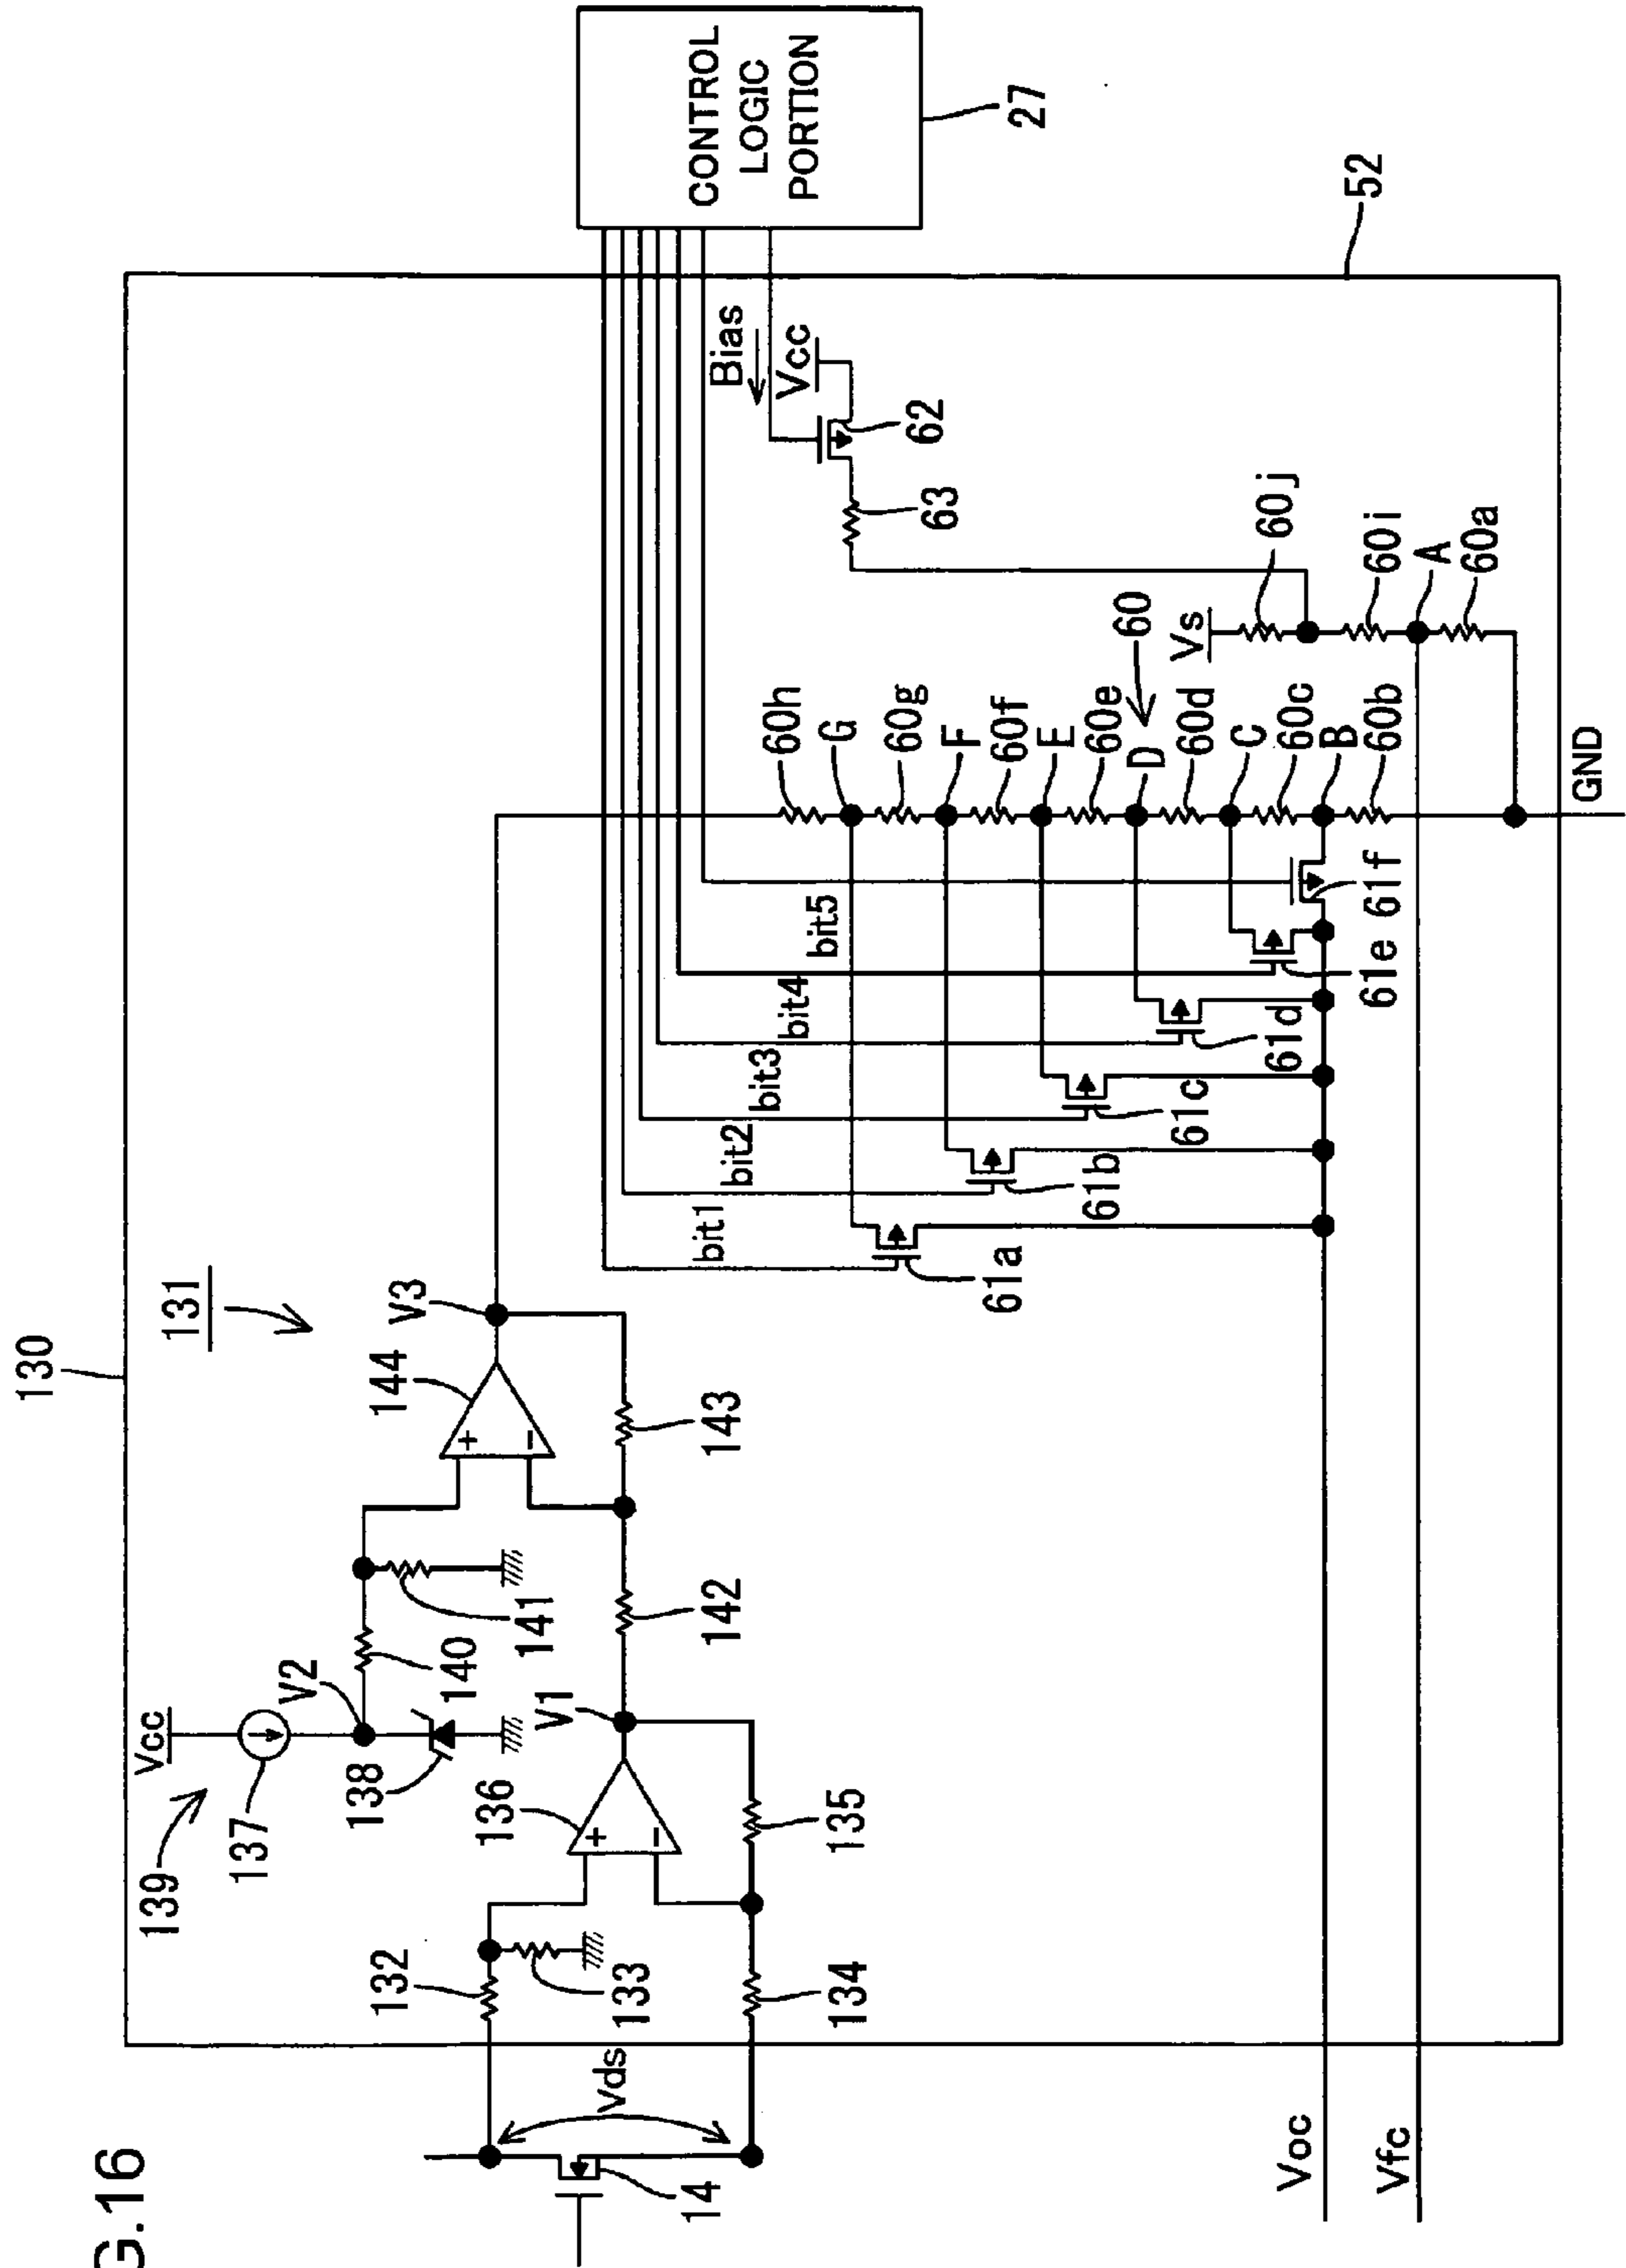 G.16
130
131
139
Vcc
137
V2
138
140
141
144
V3
132
133
136
V1
142
143
134
135
Vds
14
bit1
bit2
bit3
bit4
bit5
61a
61b
61c
61d
61e
61f
60h
G
60g
F
60f
E
60e
D
60
60d
C
60c
B
60b
Vs
60j
60i
A
60a
GND
Bias
Vcc
62
63
CONTROL
LOGIC
PORTION
27
52
Voc
Vfc